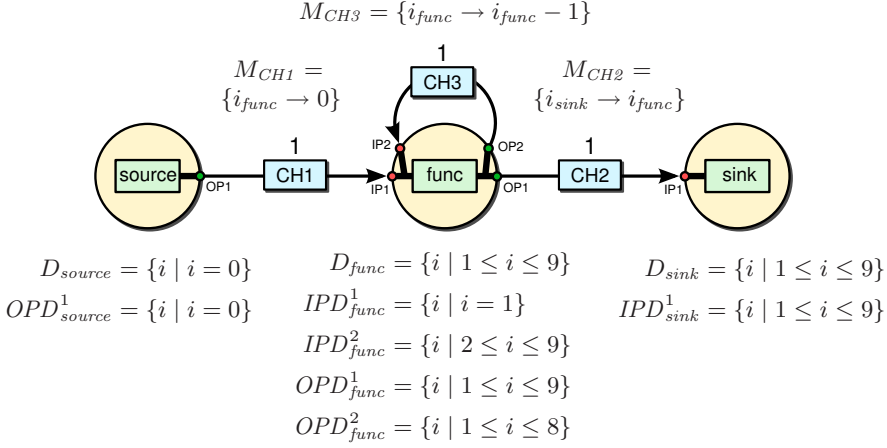 M_{CH3} = {i_{func} → i_{func} − 1}
1
M_{CH1} =
{i_{func} → 0}
CH3
M_{CH2} =
{i_{sink} → i_{func}}
1
IP2
OP2
1
source
OP1
CH1
IP1
func
OP1
CH2
IP1
sink
D_{source} = {i | i = 0}
OPD^1_{source} = {i | i = 0}
D_{func} = {i | 1 ≤ i ≤ 9}
IPD^1_{func} = {i | i = 1}
IPD^2_{func} = {i | 2 ≤ i ≤ 9}
OPD^1_{func} = {i | 1 ≤ i ≤ 9}
OPD^2_{func} = {i | 1 ≤ i ≤ 8}
D_{sink} = {i | 1 ≤ i ≤ 9}
IPD^1_{sink} = {i | 1 ≤ i ≤ 9}